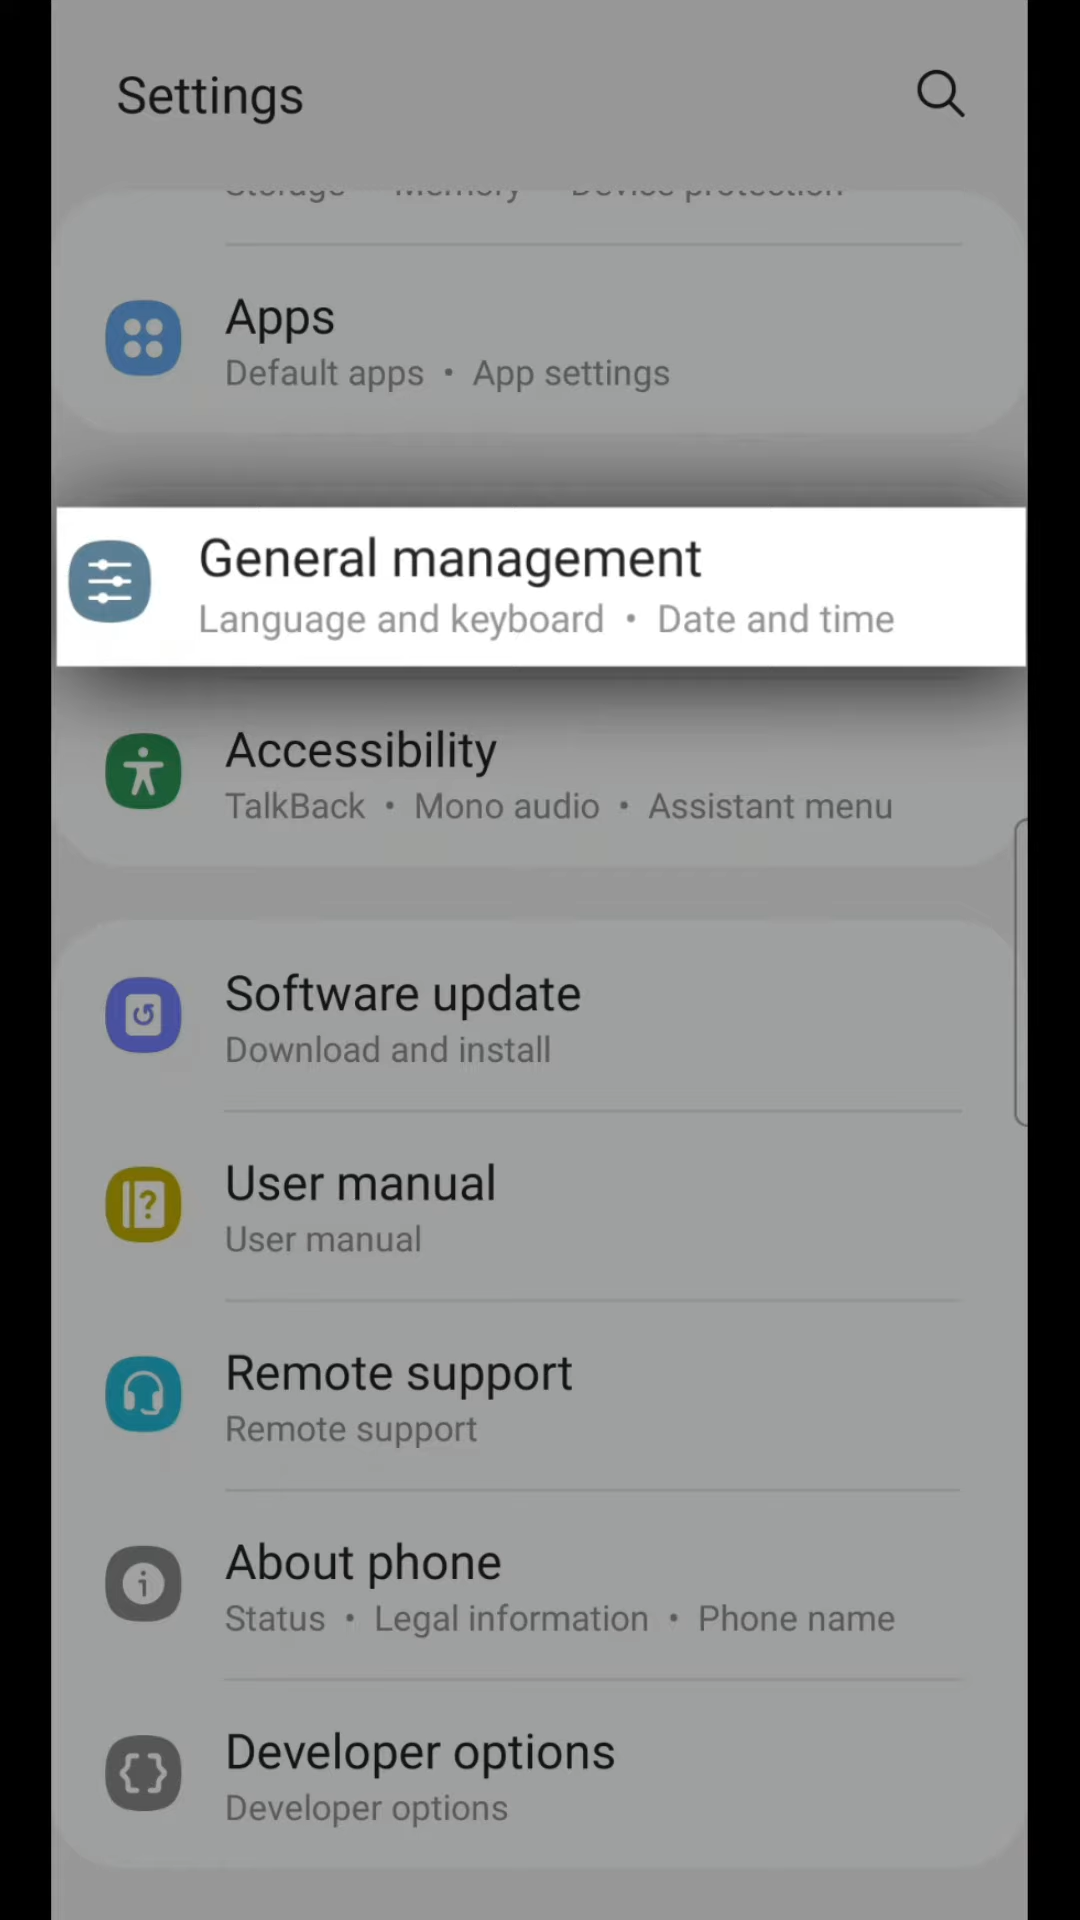 Settings
Storage • Memory • Device protection
Apps
Default apps • App settings
General management
Language and keyboard • Date and time
Accessibility
TalkBack • Mono audio • Assistant menu
Software update
Download and install
User manual
User manual
Remote support
Remote support
About phone
Status • Legal information • Phone name
Developer options
Developer options